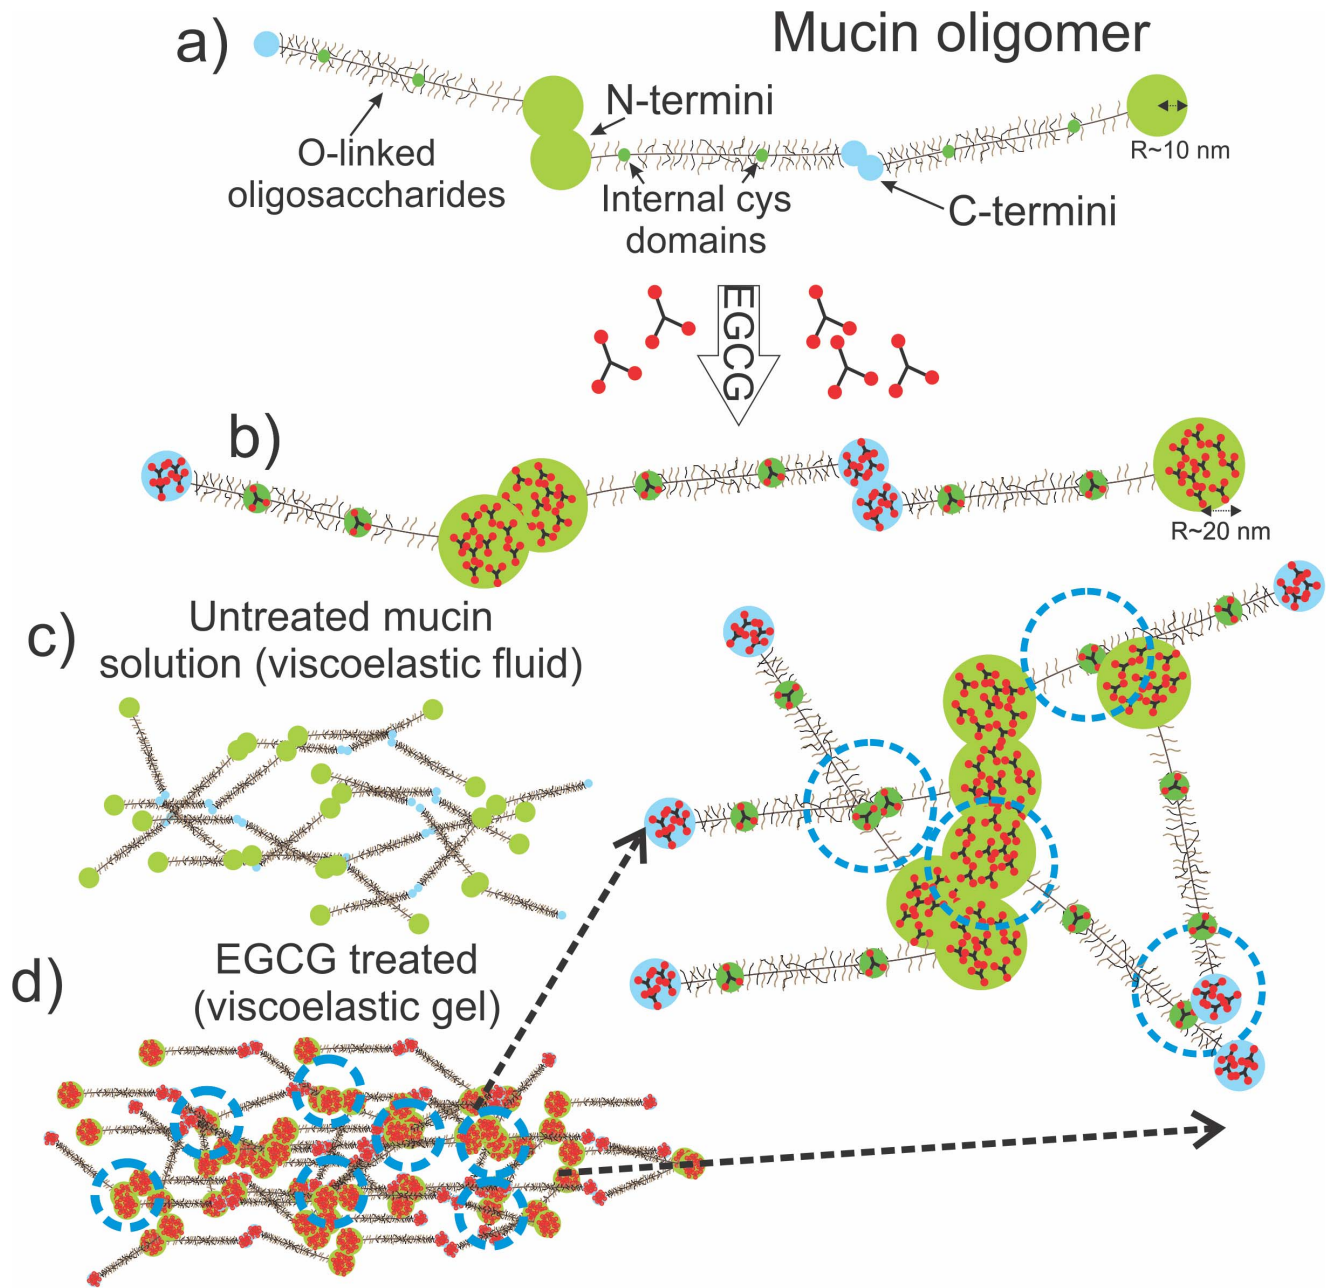 a)
Mucin oligomer
N-termini
O-linked
oligosaccharides
R~10 nm
Internal cys
domains
C-termini
EGCG
b)
R~20 nm
c)
Untreated mucin
solution (viscoelastic fluid)
d)
EGCG treated
(viscoelastic gel)